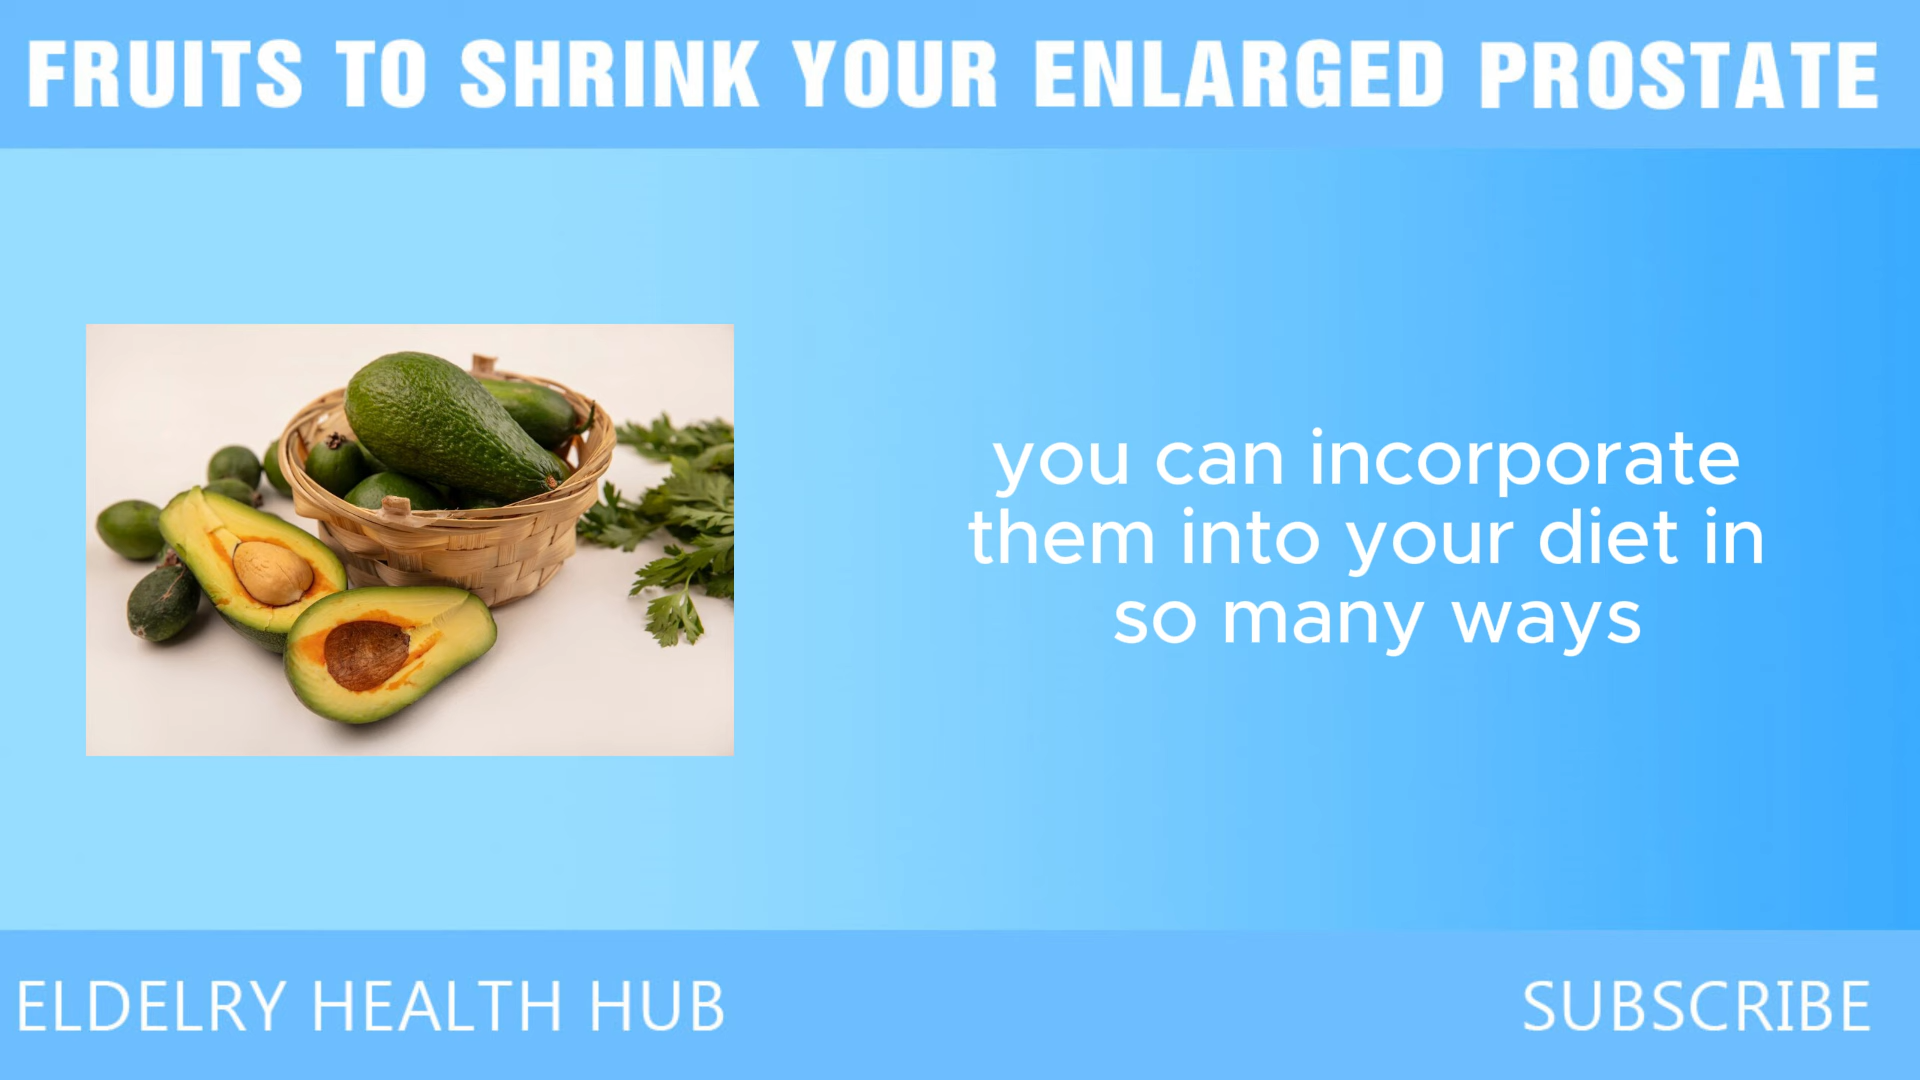 FRUITS TO SHRINK YOUR ENLARGED PROSTATE
you can incorporate
them into your diet in
so many ways
ELDELRY HEALTH HUB
SUBSCRIBE